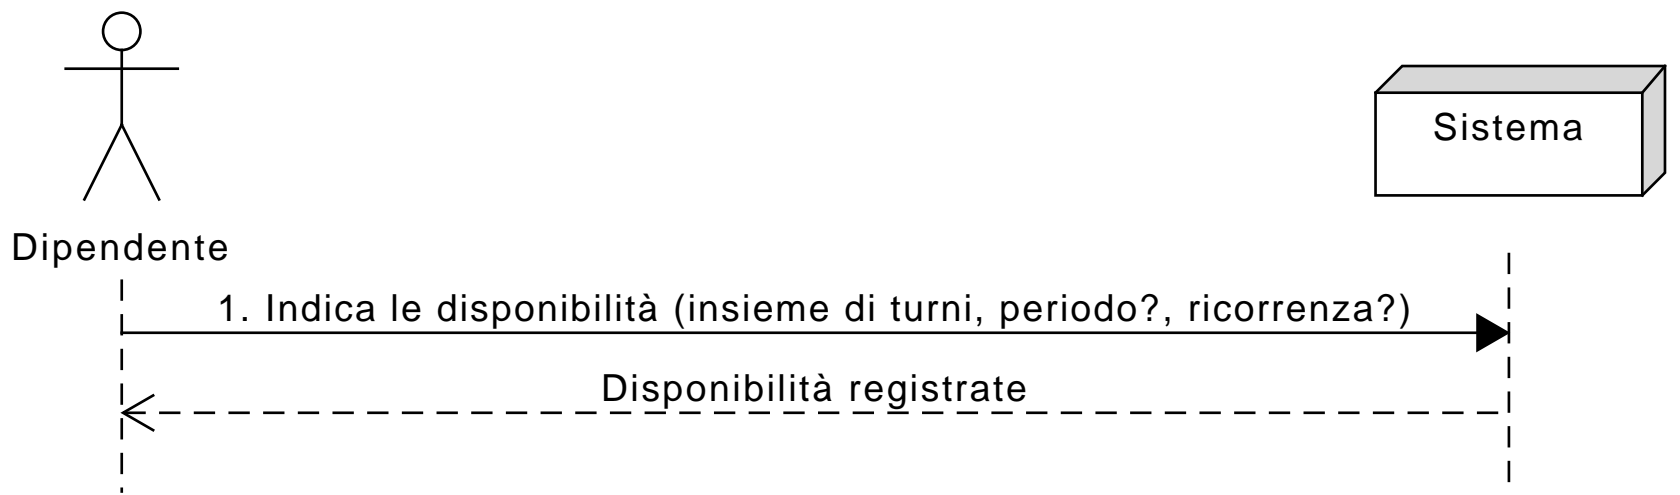 Sistema
Dipendente
1. Indica le disponibilità (insieme di turni, periodo?, ricorrenza?)
Disponibilità registrate